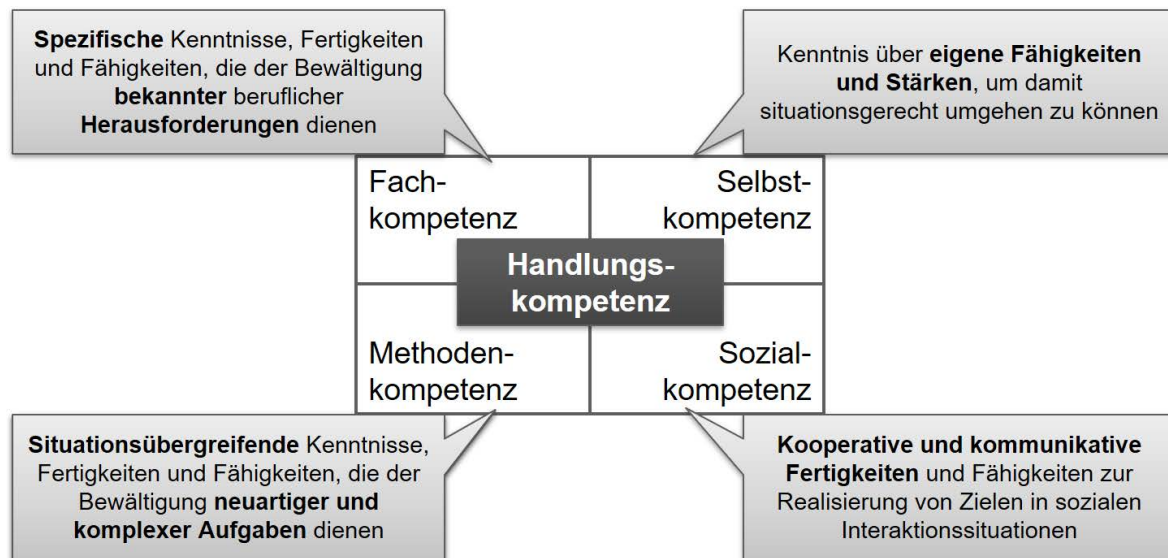 Spezifische Kenntnisse, Fertigkeiten
und Fähigkeiten, die der Bewältigung
bekannter beruflicher
Herausforderungen dienen
Kenntnis über eigene Fähigkeiten
und Stärken, um damit
situationsgerecht umgehen zu können
Fach-
kompetenz
Selbst-
kompetenz
Handlungs-
kompetenz
Methoden-
kompetenz
Sozial-
kompetenz
Situationsübergreifende Kenntnisse,
Fertigkeiten und Fähigkeiten, die der
Bewältigung neuartiger und
komplexer Aufgaben dienen
Kooperative und kommunikative
Fertigkeiten und Fähigkeiten zur
Realisierung von Zielen in sozialen
Interaktionssituationen